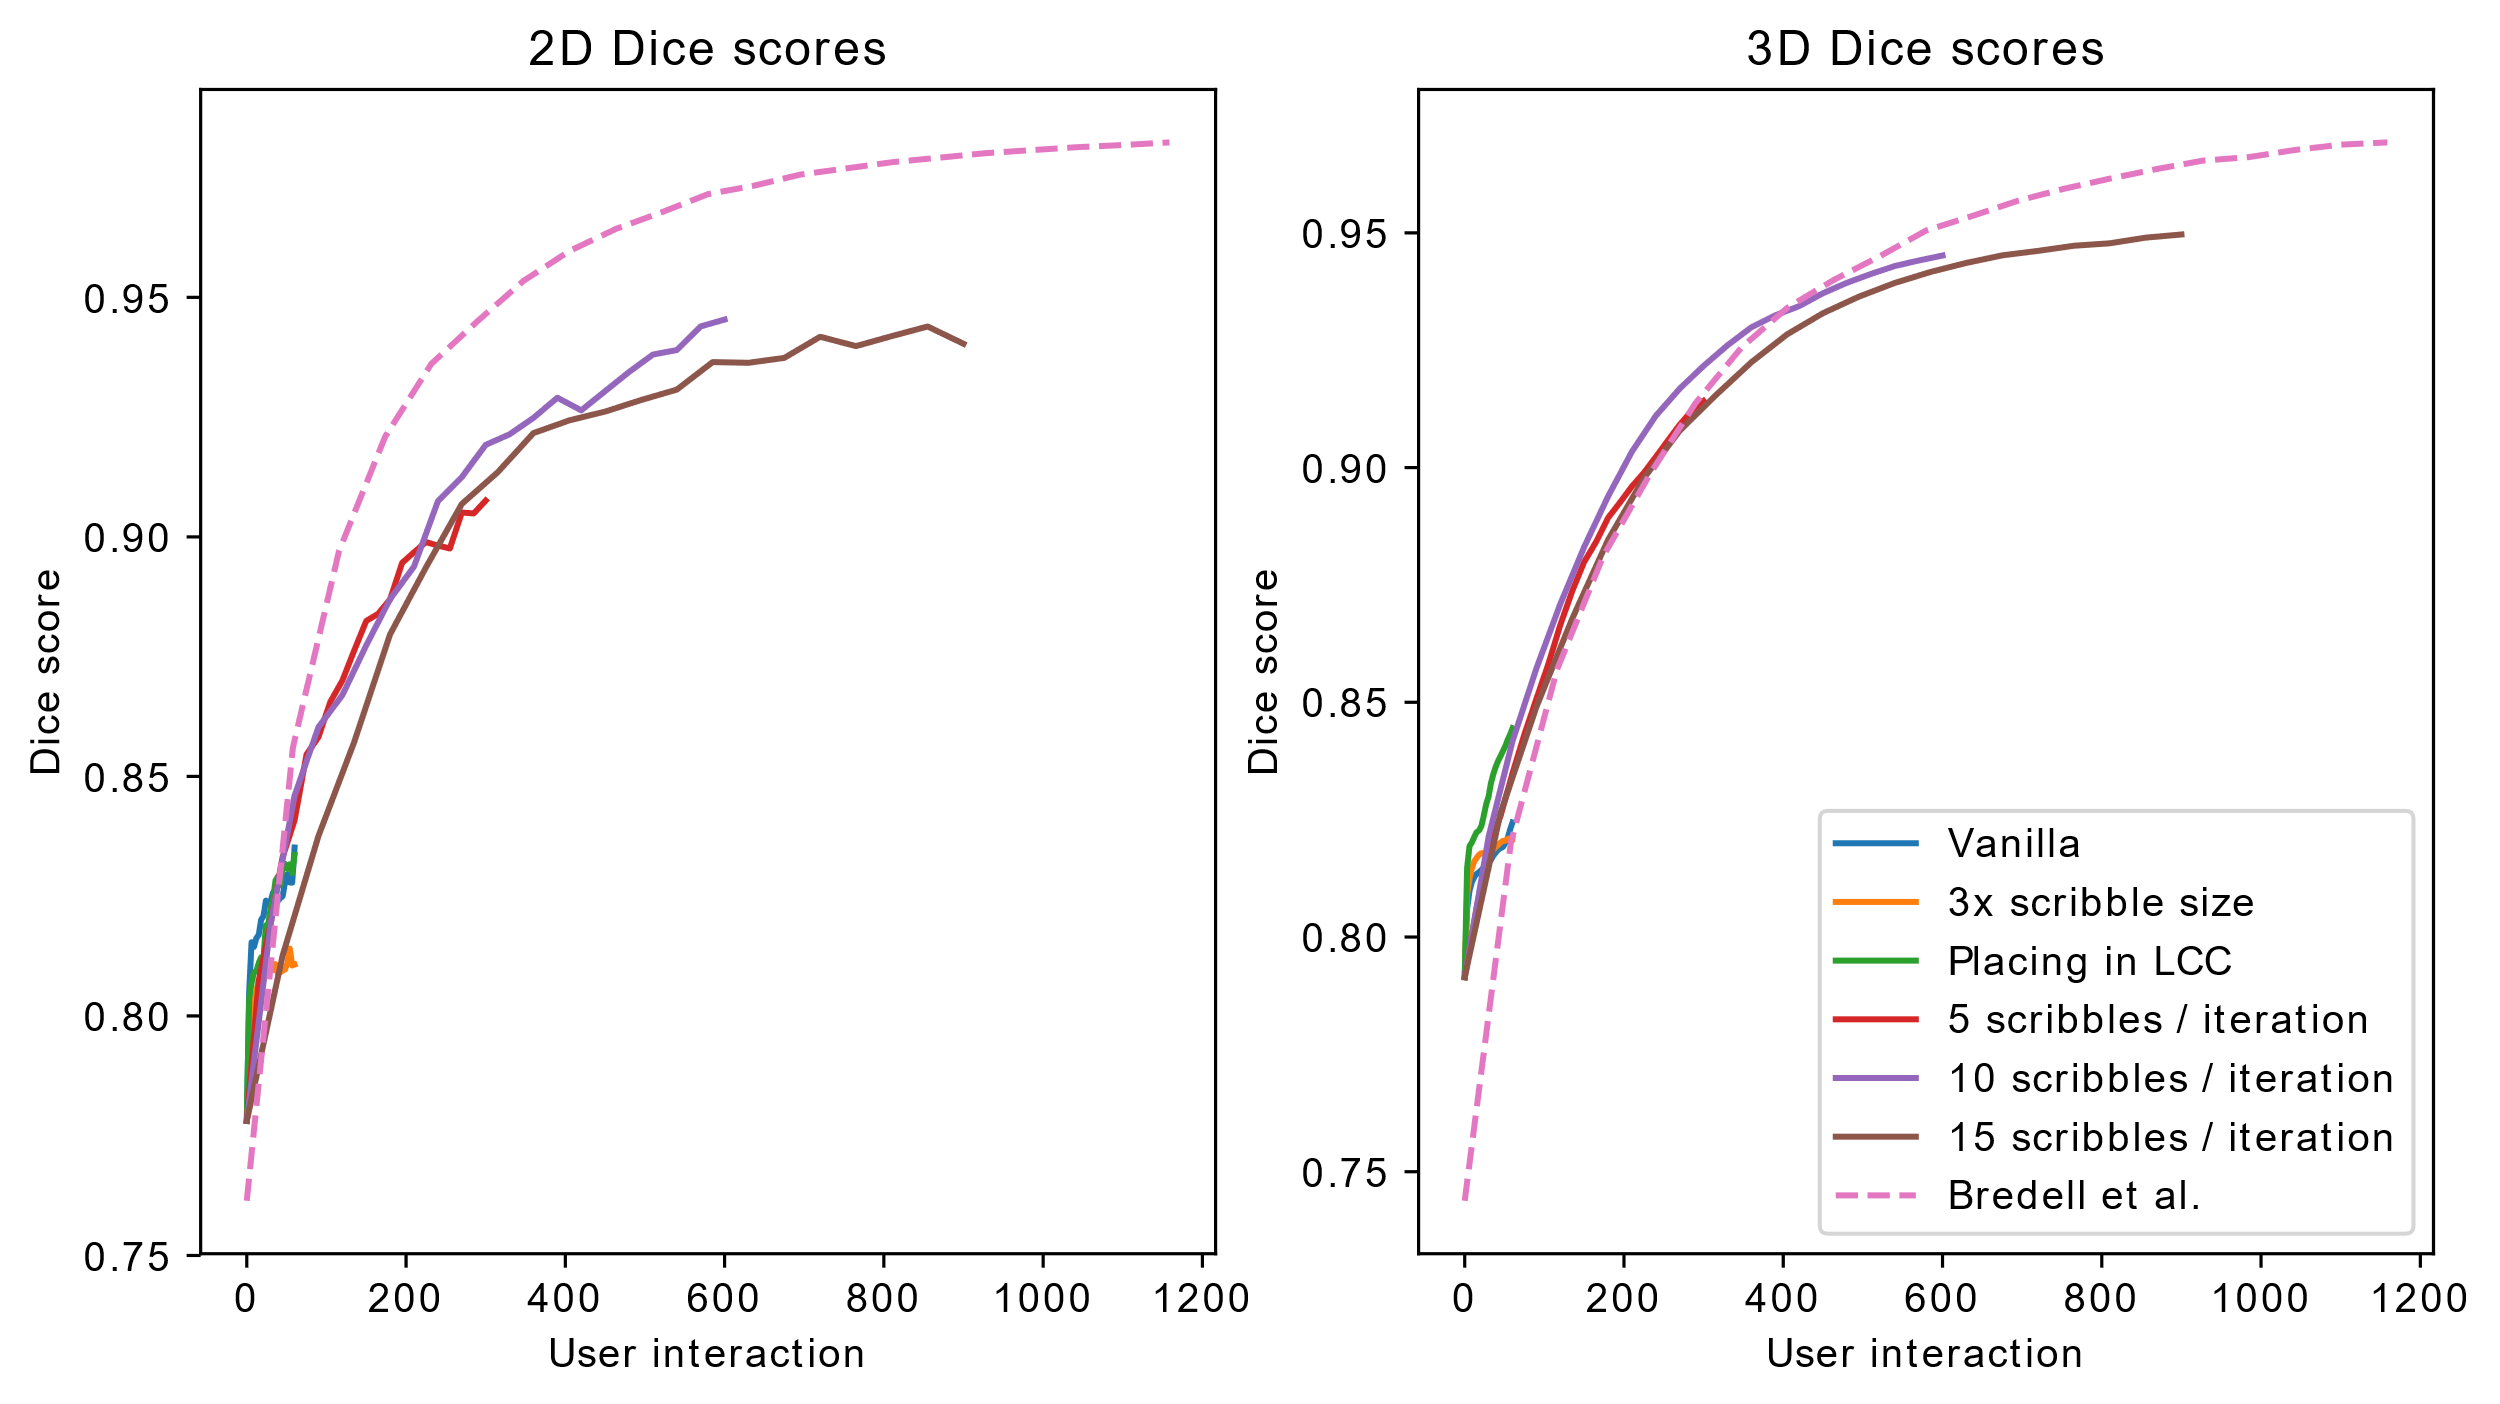 2D Dice scores
Dice score
0.95
0.90
0.85
0.80
0.75
0
200
400
600
800
1000
1200
User interaction
3D Dice scores
Dice score
0.95
0.90
0.85
0.80
0.75
0
200
400
600
800
1000
1200
User interaction
Vanilla
3x scribble size
Placing in LCC
5 scribbles / iteration
10 scribbles / iteration
15 scribbles / iteration
Bredell et al.